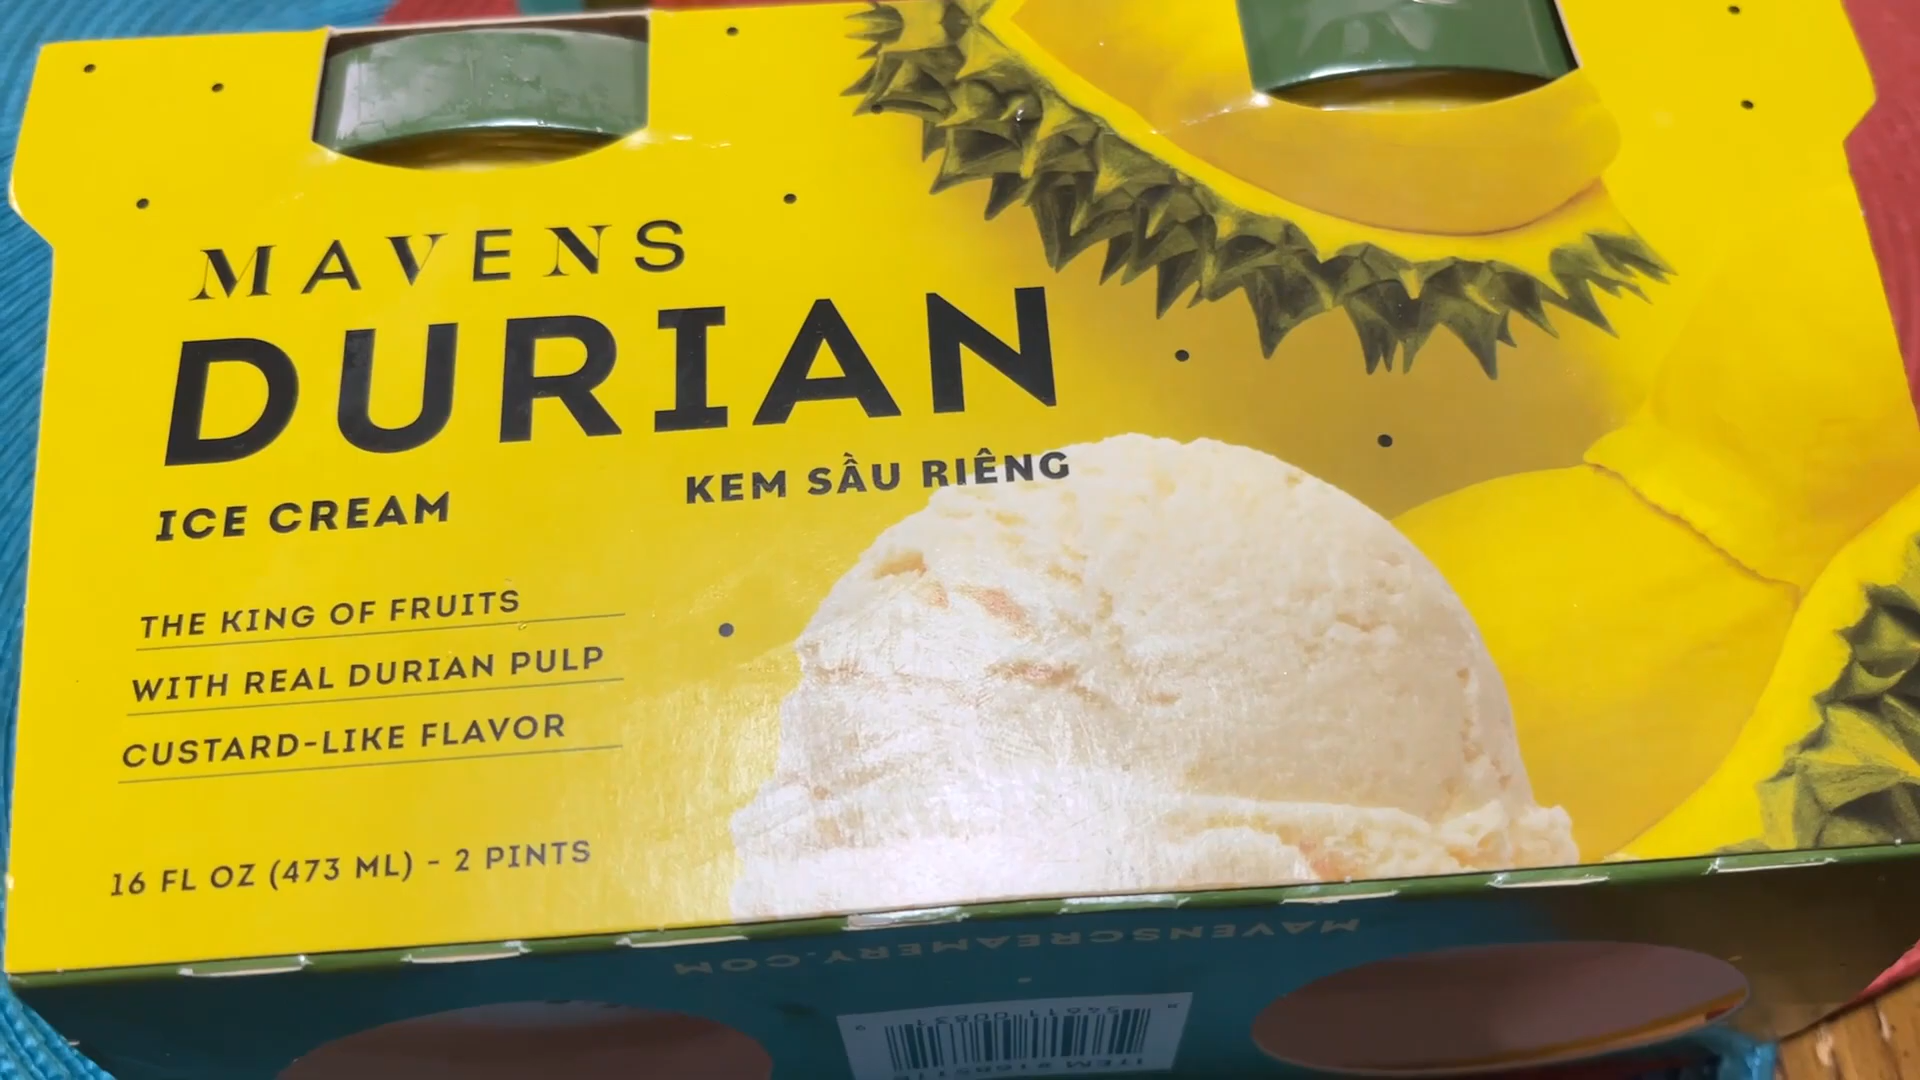 MAVENS
DURIAN
ICE CREAM
KEM SẦU RIÊNG
THE KING OF FRUITS
WITH REAL DURIAN PULP
CUSTARD-LIKE FLAVOR
16 FL OZ (473 ML) - 2 PINTS
MAVENSCREAMERY.COM